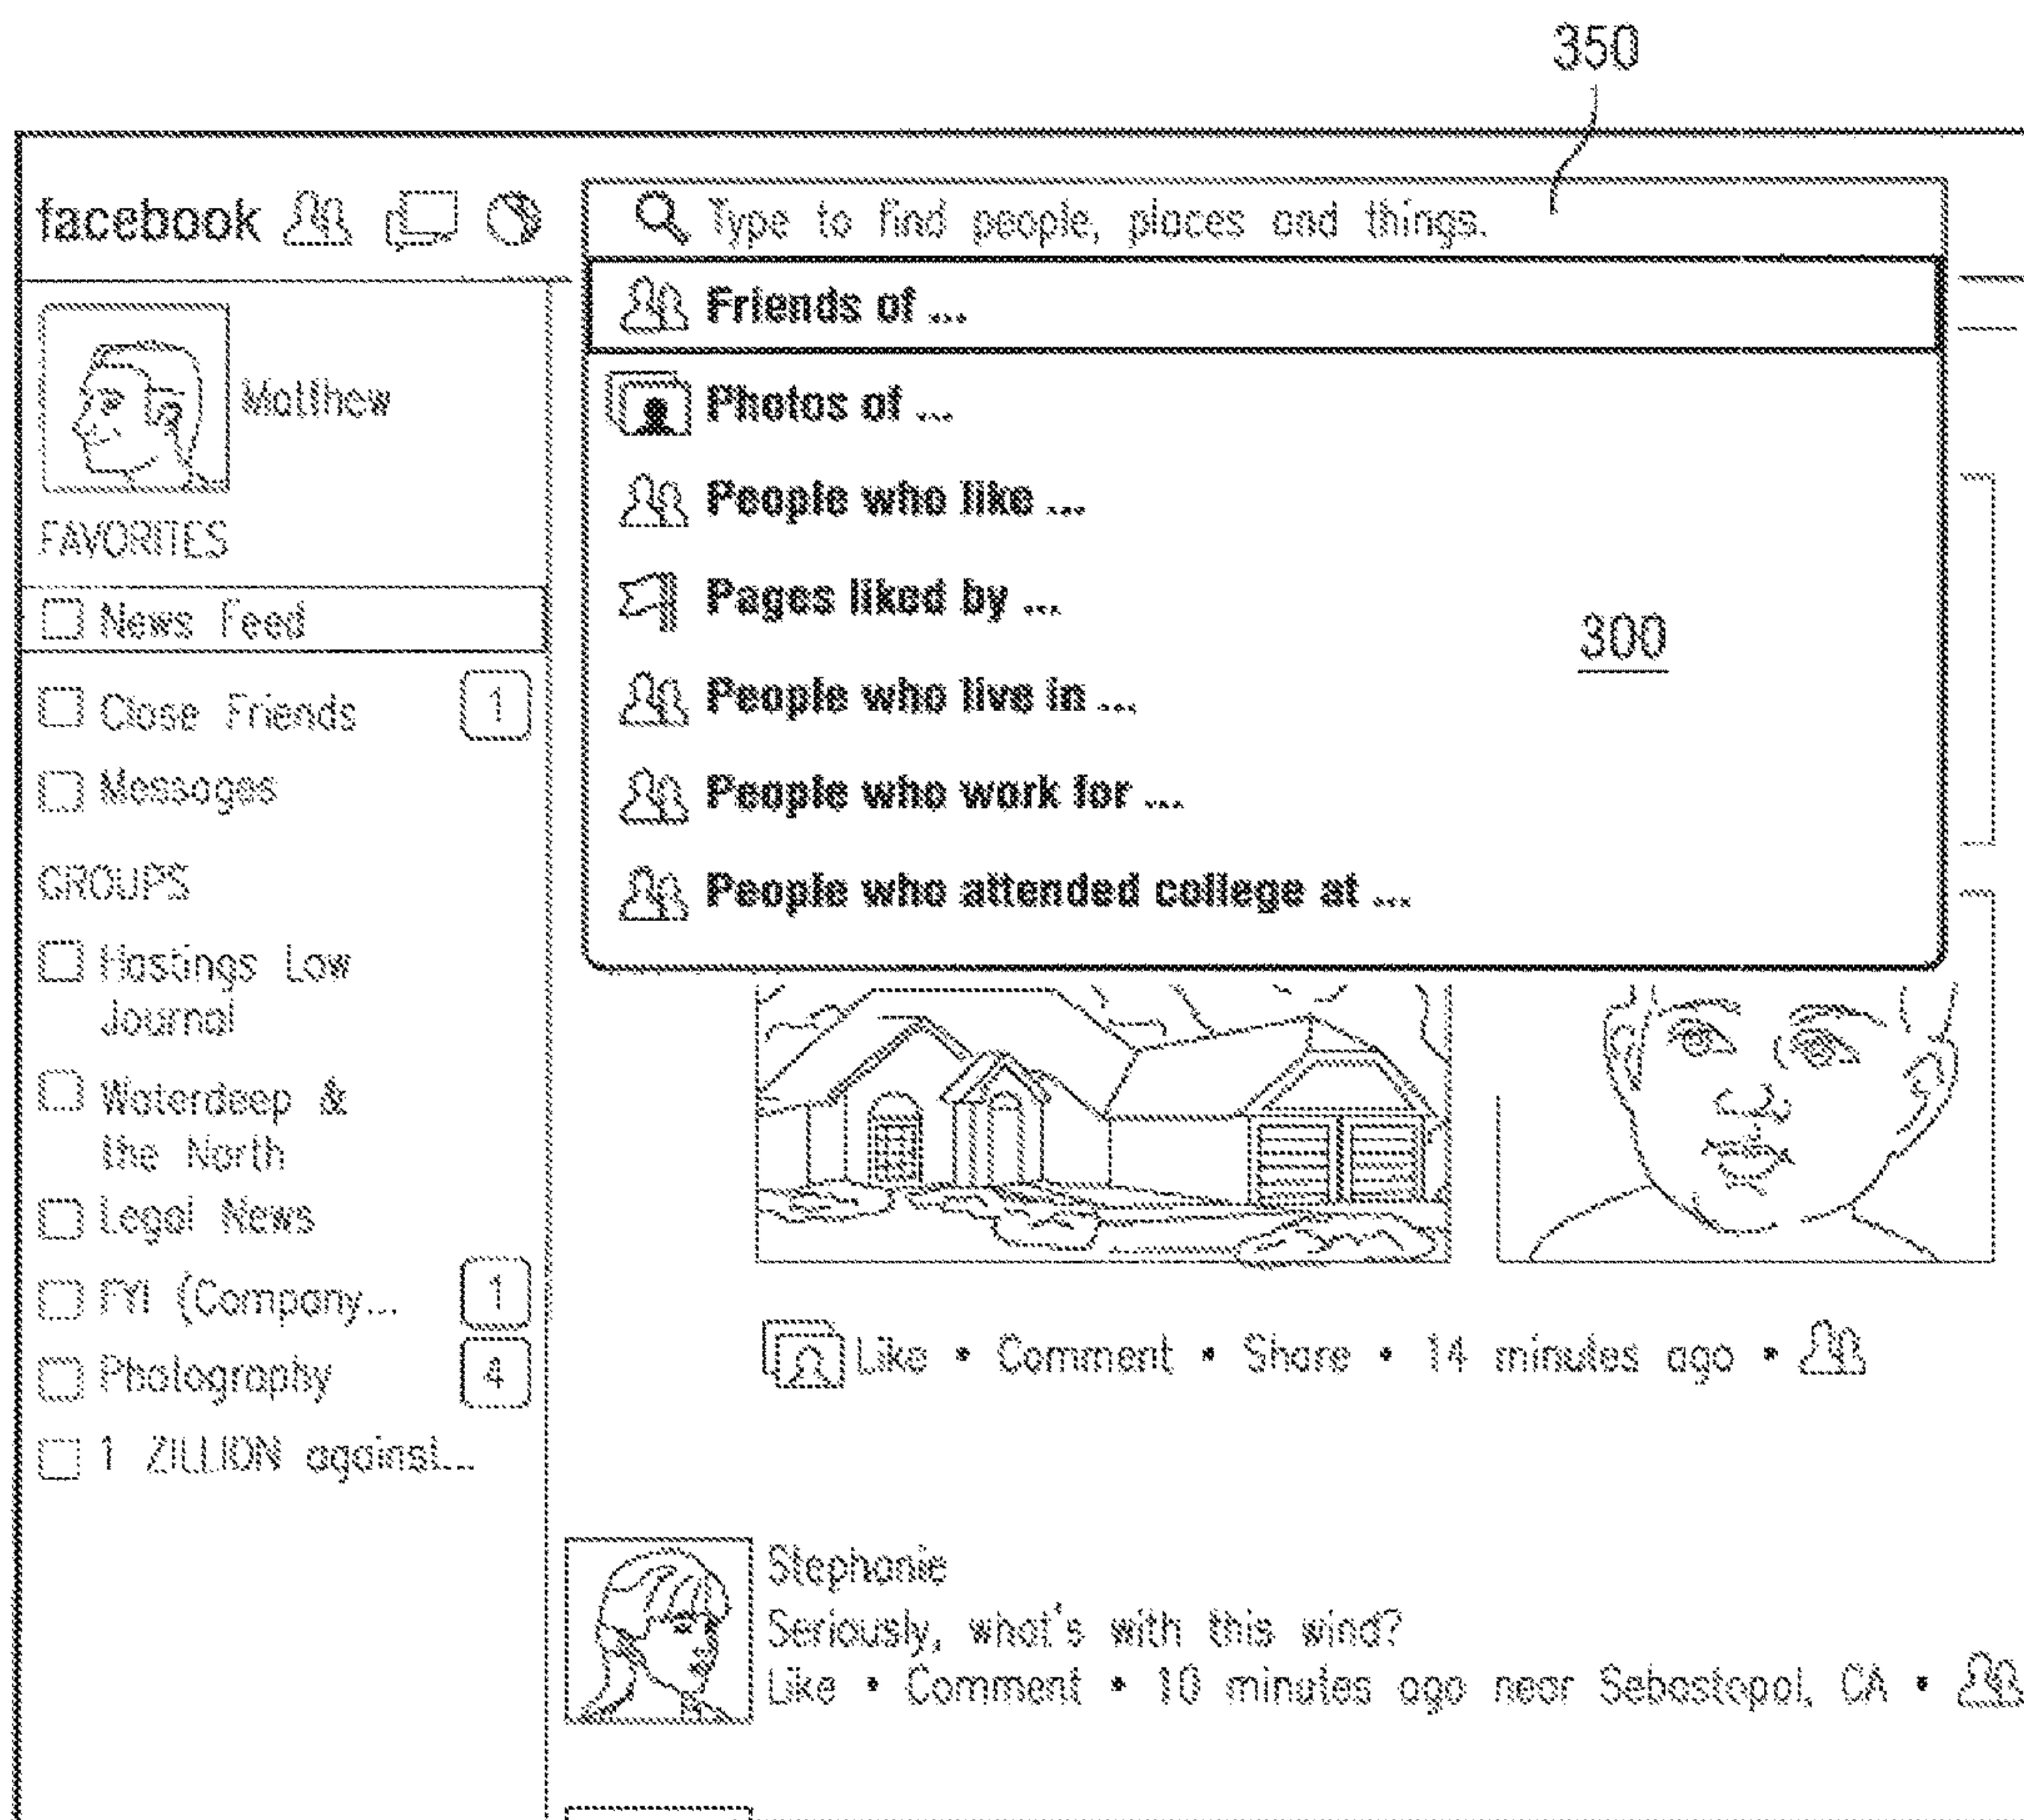 350
facebook
Type to find people, places and things.
Friends of ...
Photos of ...
People who like ...
Pages liked by ...
People who live in ...
People who work for ...
People who attended college at ...
300
Matthew
FAVORITES
News Feed
Close Friends 1
Messages
GROUPS
Hastings Law
Journal
Waterdeep &
the North
Legal News
FYI (Company... 1
Photography 4
1 ZILLION against...
Like • Comment • Share • 14 minutes ago •
Stephanie
Seriously, what's with this wind?
Like • Comment • 10 minutes ago near Sebastopol, CA •